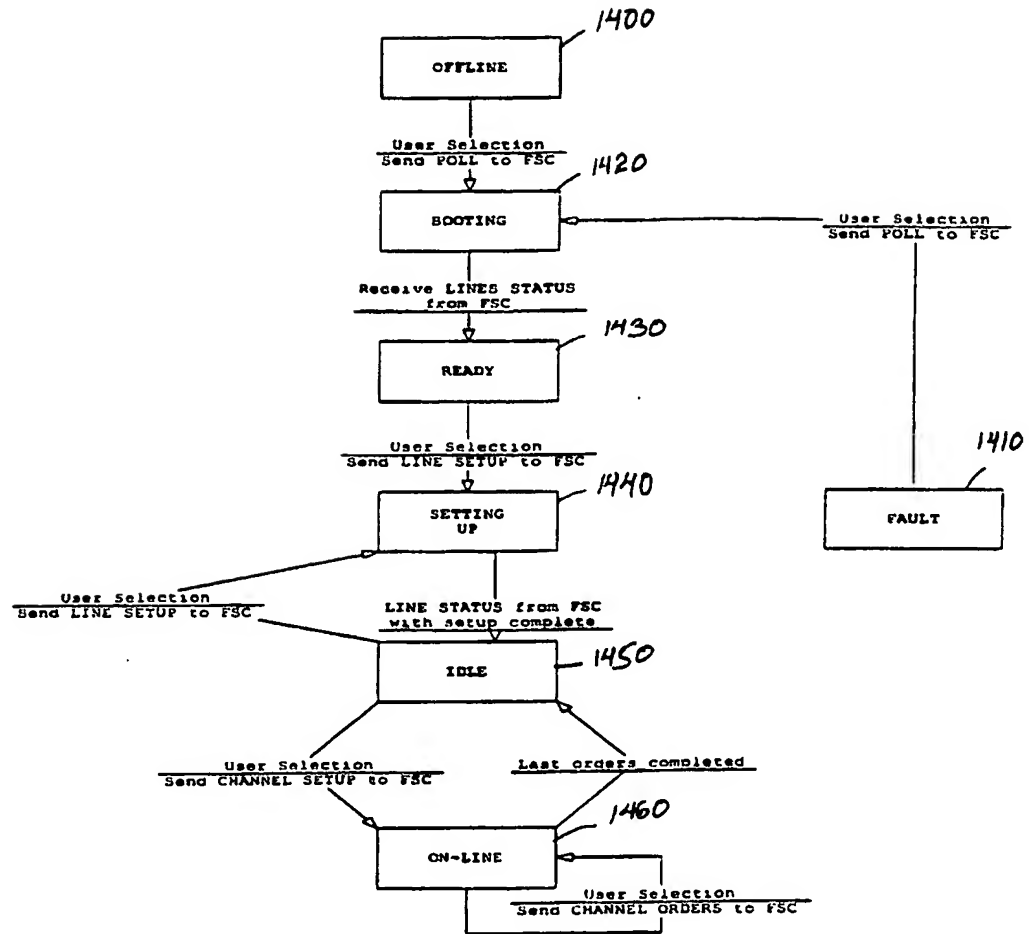 1400
OFFLINE
User Selection
Send POLL to FSC
1420
BOOTING
User Selection
Send POLL to FSC
Receive LINES STATUS
from FSC
1430
READY
User Selection
Send LINE SETUP to FSC
1440
1410
SETTING
UP
FAULT
User Selection
Send LINE SETUP to FSC
LINE STATUS from FSC
with setup complete
1450
IDLE
User Selection
Send CHANNEL SETUP to FSC
Last orders completed
1460
ON-LINE
User Selection
Send CHANNEL ORDERS to FSC